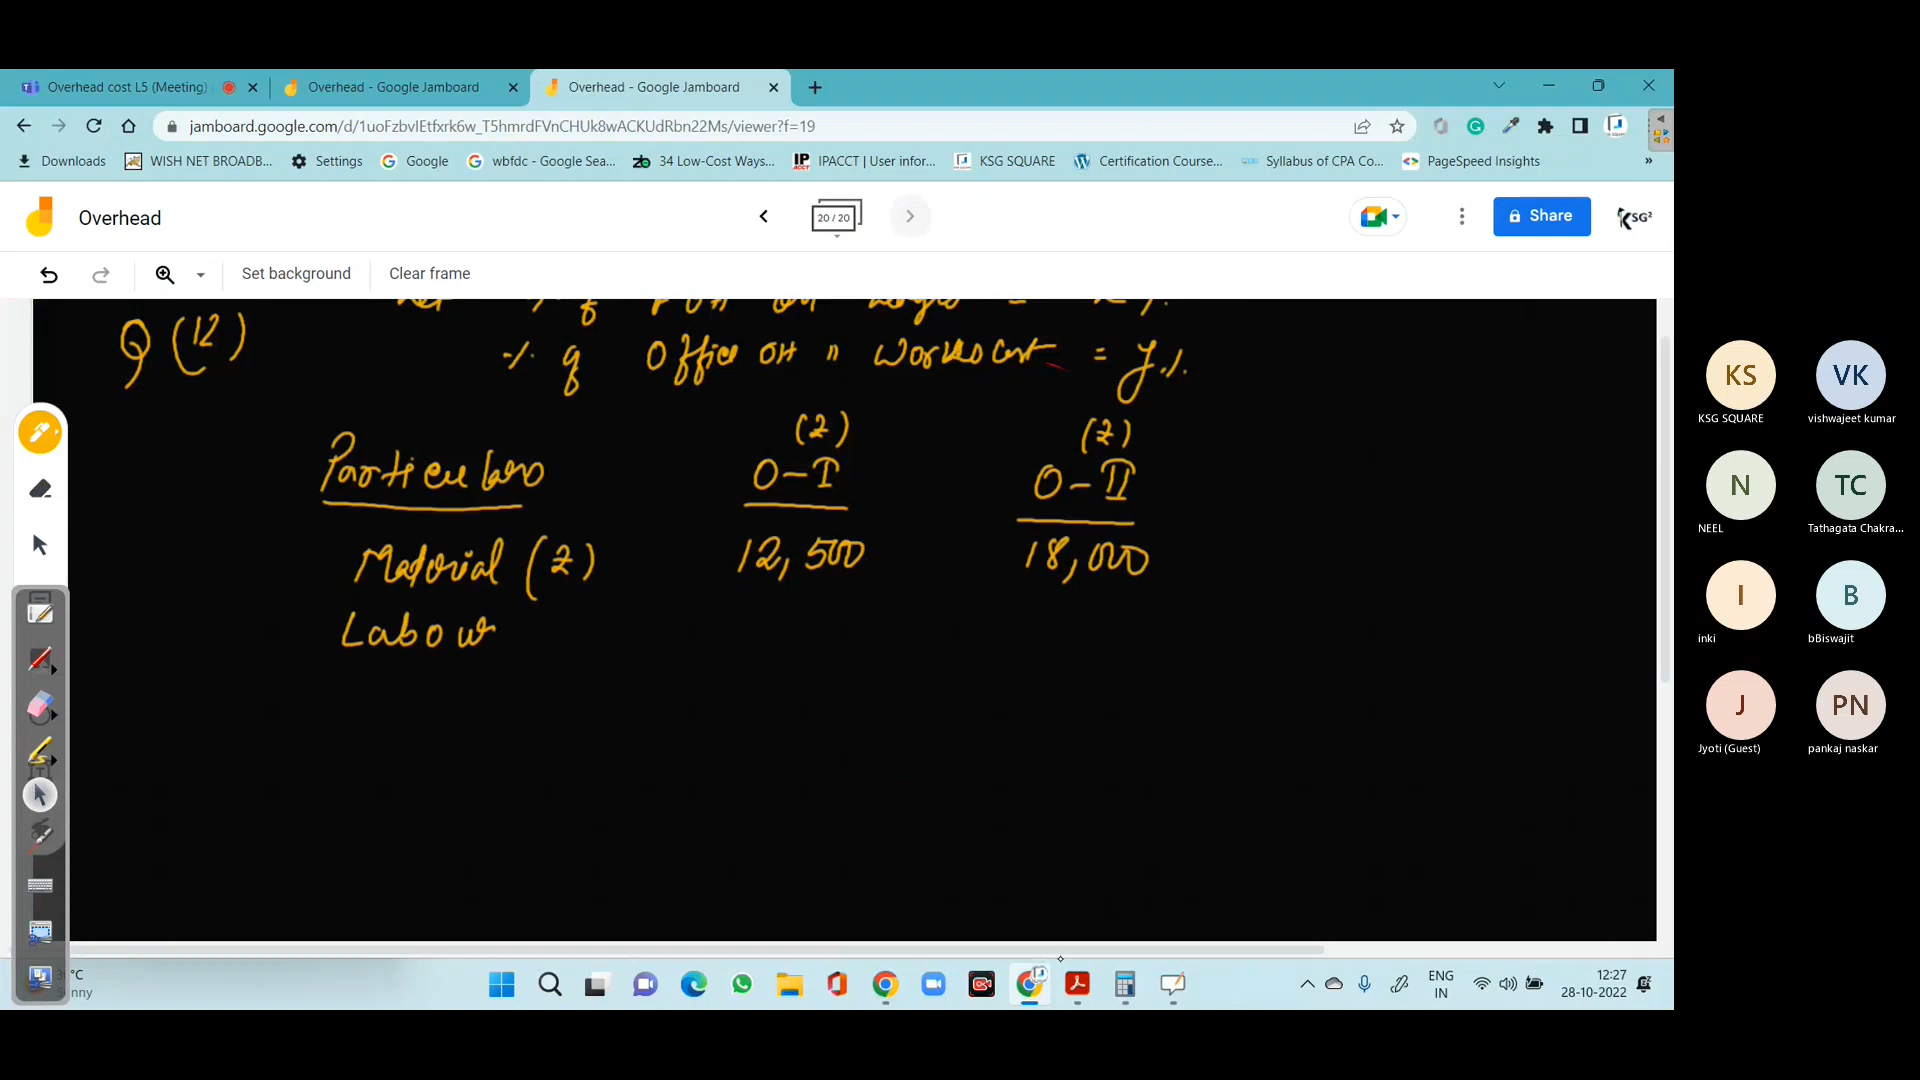 Overhead cost L5 (Meeting)
Overhead - Google Jamboard
Overhead - Google Jamboard
jamboard.google.com/d/1uoFzbvIEtfxrk6w_T5hmrdFVnCHUk8wACKUdRbn22Ms/viewer?f=19
Downloads
WISH NET BROADB...
Settings
Google
wbfdc - Google Sea...
34 Low-Cost Ways...
IPACCT | User infor...
KSG SQUARE
Certification Course...
Syllabus of CPA Co...
PageSpeed Insights
»
Overhead
20 / 20
Share
KSG²
Set background
Clear frame
Q (12)
% of Office OH " Works Cost = y%
(₹) (₹)
Particulars O-I O-II
Material (₹) 12,500 18,000
Labour
KS
KSG SQUARE
VK
vishwajeet kumar
N
NEEL
TC
Tathagata Chakra...
I
inki
B
bBiswajit
J
Jyoti (Guest)
PN
pankaj naskar
ENG
IN
12:27
28-10-2022